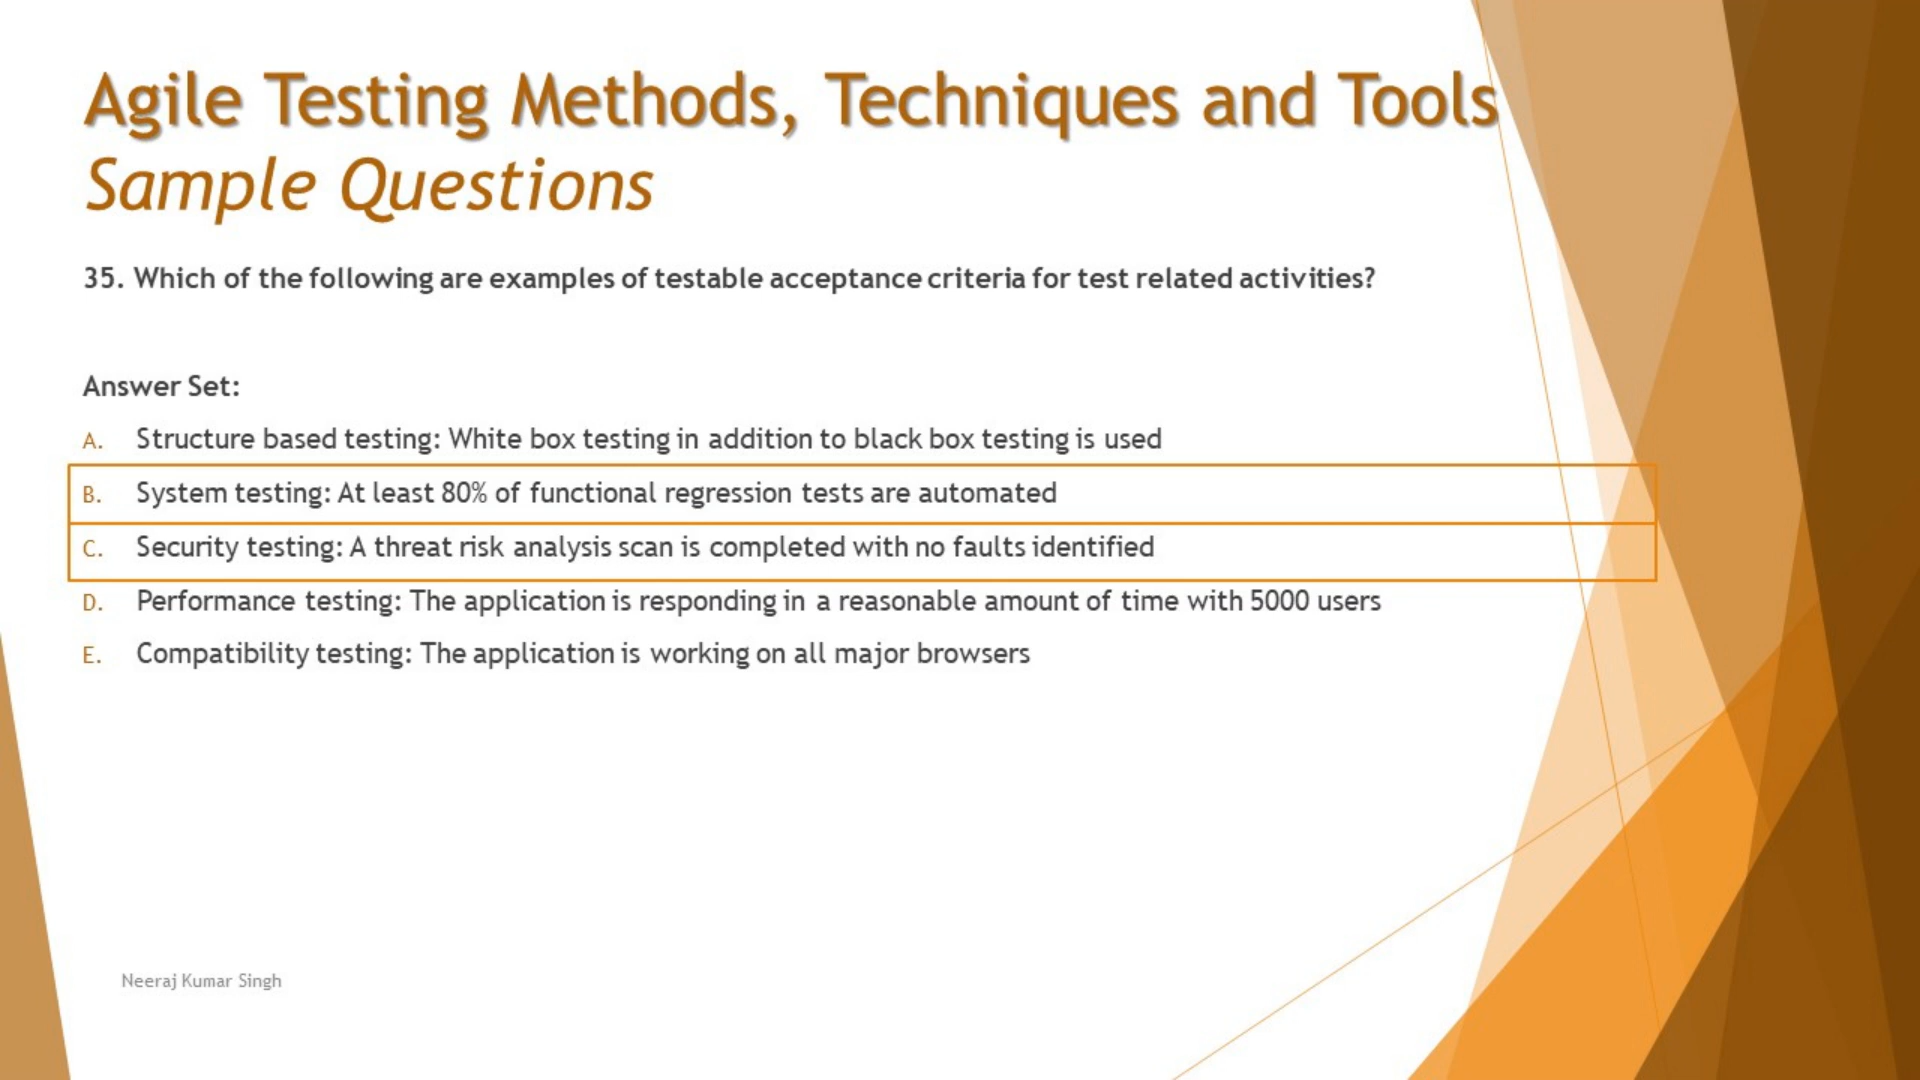 Agile Testing Methods, Techniques and Tools
Sample Questions
35. Which of the following are examples of testable acceptance criteria for test related activities?
Answer Set:
A. Structure based testing: White box testing in addition to black box testing is used
B. System testing: At least 80% of functional regression tests are automated
C. Security testing: A threat risk analysis scan is completed with no faults identified
D. Performance testing: The application is responding in a reasonable amount of time with 5000 users
E. Compatibility testing: The application is working on all major browsers
Neeraj Kumar Singh